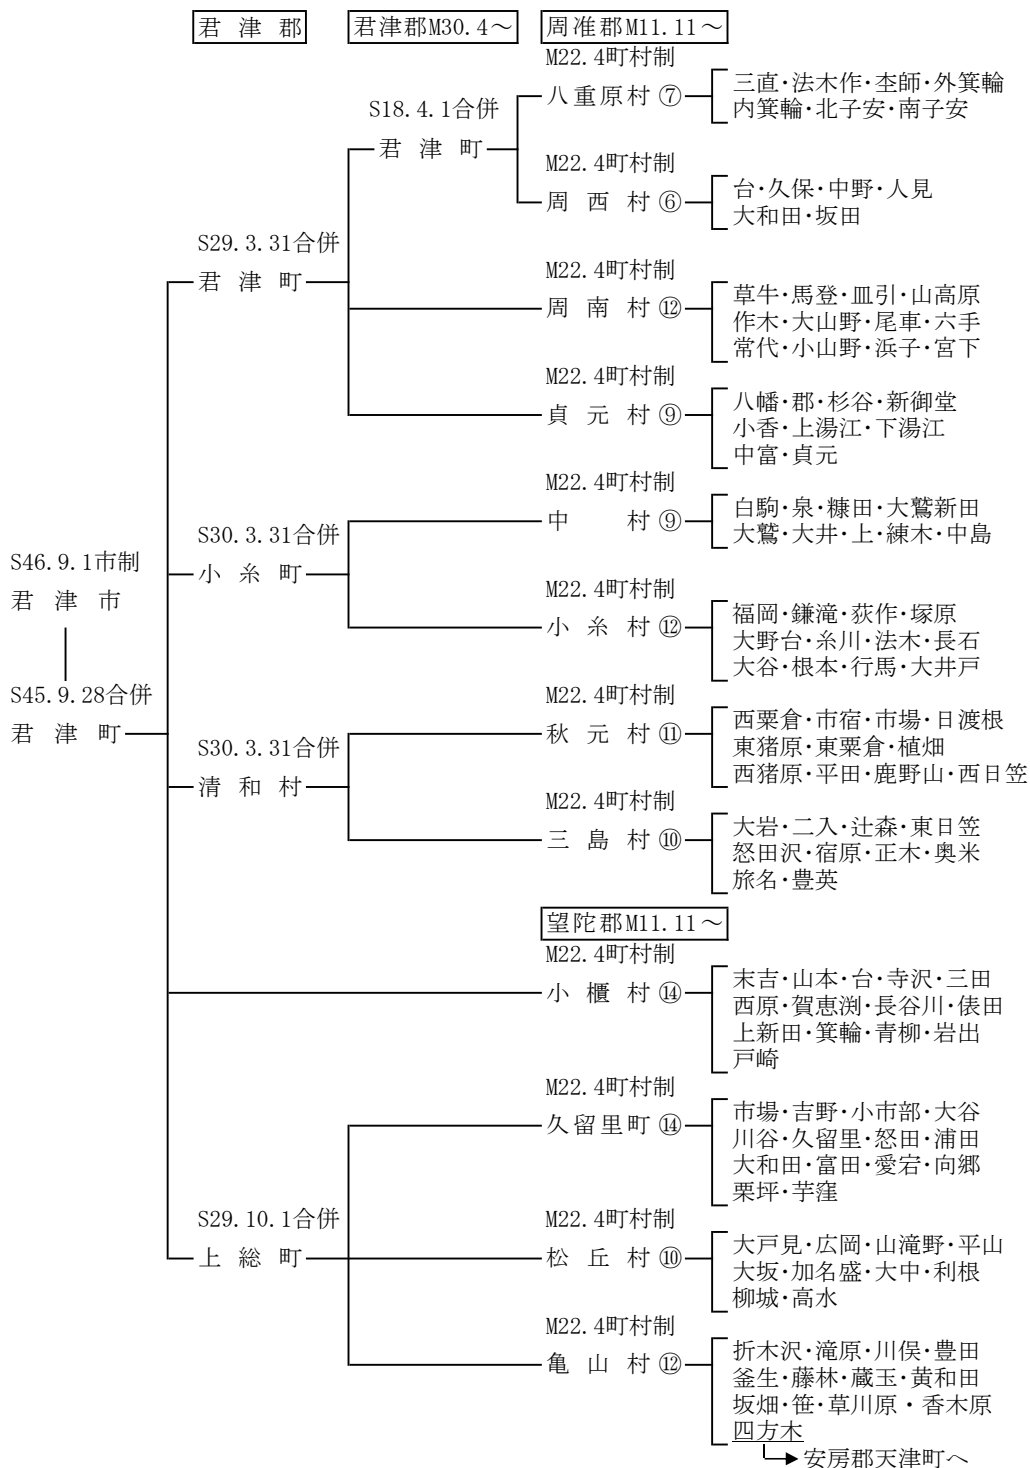 君津郡
君津郡M30.4～
周准郡M11.11～
M22.4町村制
八重原村⑦
三直・法木作・杢師・外箕輪
内箕輪・北子安・南子安
S18.4.1合併
君津町
M22.4町村制
周西村⑥
台・久保・中野・人見
大和田・坂田
S29.3.31合併
君津町
M22.4町村制
周南村⑫
草牛・馬登・皿引・山高原
作木・大山野・尾車・六手
常代・小山野・浜子・宮下
M22.4町村制
貞元村⑨
八幡・郡・杉谷・新御堂
小香・上湯江・下湯江
中富・貞元
M22.4町村制
中村⑨
白駒・泉・糠田・大鷲新田
大鷲・大井・上・練木・中島
S30.3.31合併
小糸町
S46.9.1市制
君津市
M22.4町村制
小糸村⑫
福岡・鎌滝・荻作・塚原
大野台・糸川・法木・長石
大谷・根本・行馬・大井戸
S45.9.28合併
君津町
M22.4町村制
秋元村⑪
西粟倉・市宿・市場・日渡根
東猪原・東粟倉・植畑
西猪原・平田・鹿野山・西日笠
S30.3.31合併
清和村
M22.4町村制
三島村⑩
大岩・二入・辻森・東日笠
怒田沢・宿原・正木・奥米
旅名・豊英
望陀郡M11.11～
M22.4町村制
小櫃村⑭
末吉・山本・台・寺沢・三田
西原・賀恵渕・長谷川・俵田
上新田・箕輪・青柳・岩出
戸崎
M22.4町村制
久留里町⑭
市場・吉野・小市部・大谷
川谷・久留里・怒田・浦田
大和田・富田・愛宕・向郷
栗坪・芋窪
S29.10.1合併
上総町
M22.4町村制
松丘村⑩
大戸見・広岡・山滝野・平山
大坂・加名盛・大中・利根
柳城・高水
M22.4町村制
亀山村⑫
折木沢・滝原・川俣・豊田
釜生・藤林・蔵玉・黄和田
坂畑・笹・草川原・香木原
四方木
安房郡天津町へ